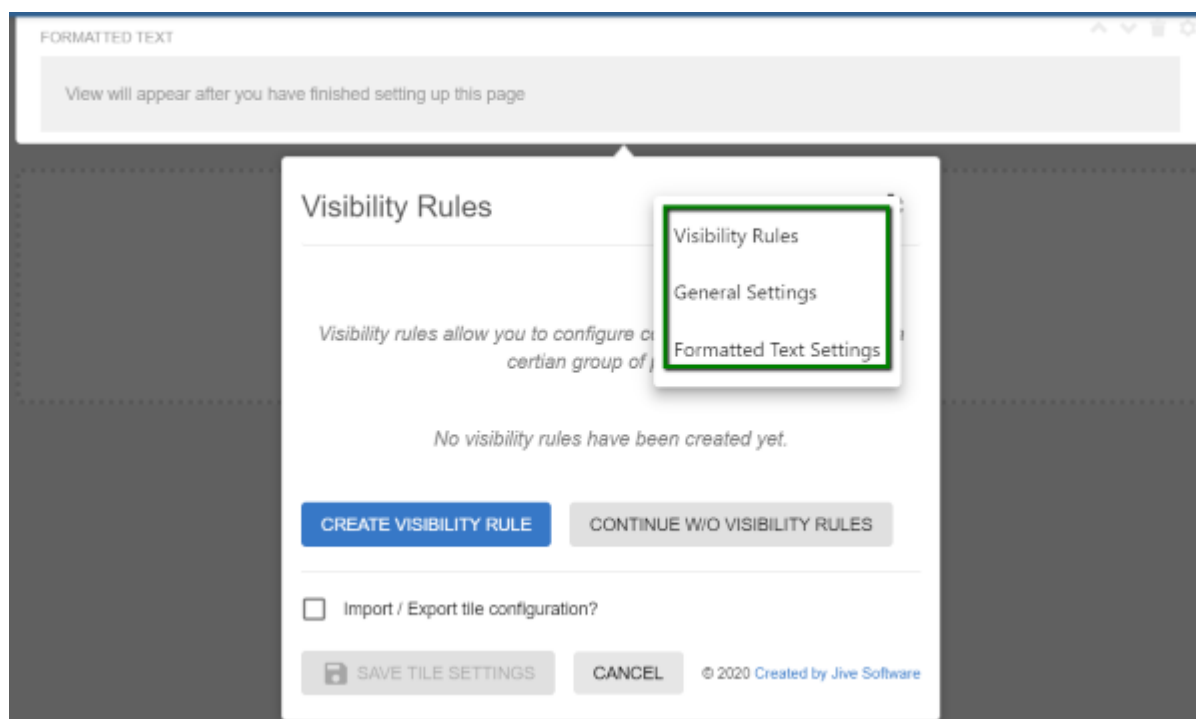 FORMATTED TEXT
View will appear after you have finished setting up this page
Visibility Rules
Visibility Rules
General Settings
Formatted Text Settings
Visibility rules allow you to configure
certian group of
No visibility rules have been created yet.
CREATE VISIBILITY RULE
CONTINUE W/O VISIBILITY RULES
Import / Export tile configuration?
SAVE TILE SETTINGS
CANCEL
© 2020 Created by Jive Software